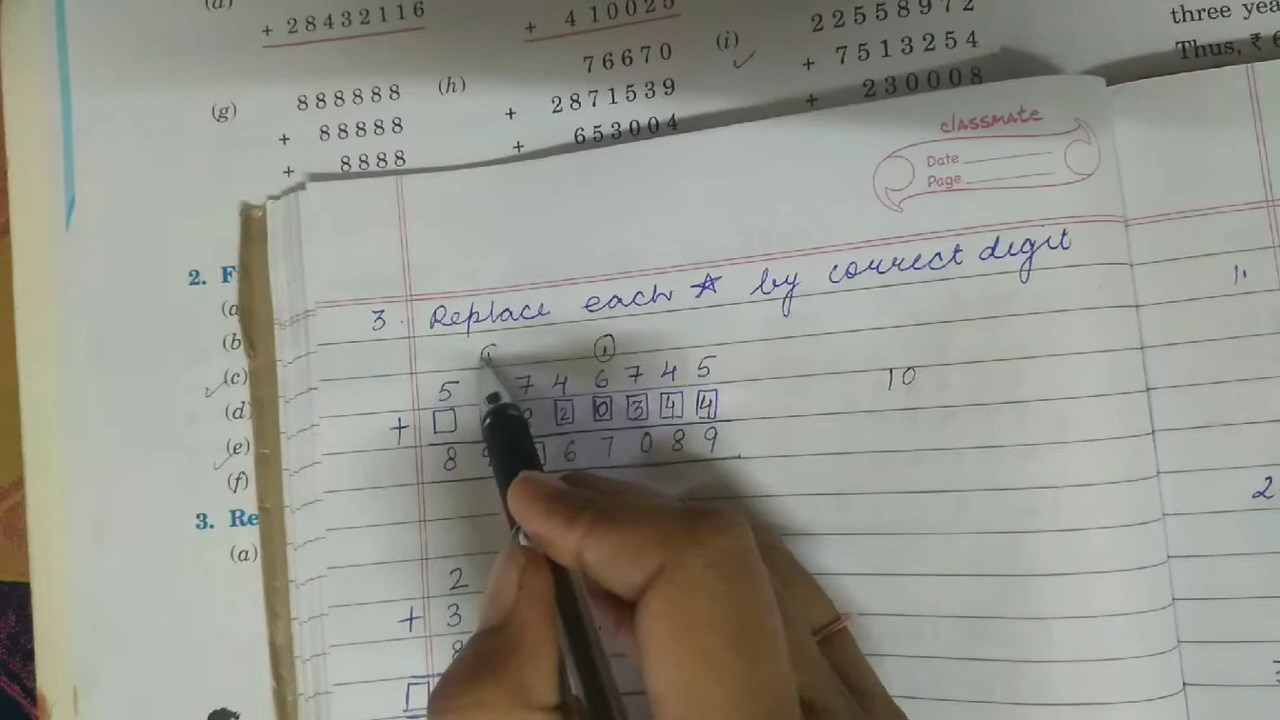 + 28432116
+ 410025
22558972
three
Thus, ₹
(g) 888888
(h) 76670
(i) + 7513254
+ 88888
+ 2871539
+ 230008
+ 8888
+ 653004
classmate
Date
Page
2. F
3. Replace each ☆ by correct digit
(b
(c)
(d)
(e)
(f)
1 1
5 7 4 6 7 4 5
10
+ □ 2 0 3 4 4
8 6 7 0 8 9
2
3. Re
(a)
2
+ 3